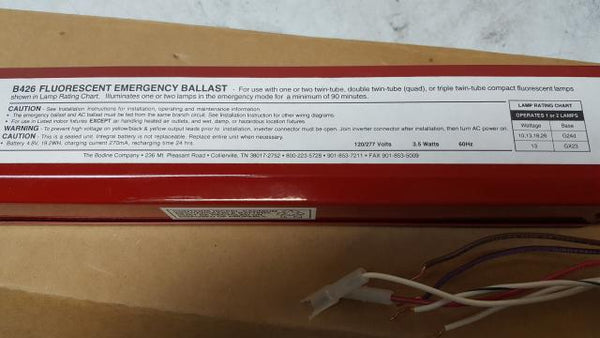 B426 FLUORESCENT EMERGENCY BALLAST - For use with one or two twin-tube, double twin-tube (quad), or triple twin-tube compact fluorescent lamps
shown in Lamp Rating Chart, Illuminates one or two lamps in the emergency mode for a minimum of 90 minutes.
CAUTION - See Installation Instructions for installation, operating and maintenance information.
• The emergency ballast and AC ballast must be fed from the same branch circuit. See Installation Instruction for other wiring diagrams.
• For use in Listed indoor fixtures EXCEPT air handling heated air outlets, and wet, damp, or hazardous location fixtures
WARNING - To prevent high voltage on yellow/black & yellow output leads prior to installation, inverter connector must be open. Join inverter connector after installation, then turn AC power on.
CAUTION - This is a sealed unit. Integral battery is not replaceable. Replace entire unit when necessary.
• Battery 4.8V, 19.2WH, charging current 270mA, recharging time 24 hrs.
120/277 Volts 3.5 Watts 60Hz
The Bodine Company • 236 Mt. Pleasant Road • Collierville, TN 38017-2752 • 800-223-5728 • 901-853-7211 • FAX 901-853-5009
LAMP RATING CHART
OPERATES 1 or 2 LAMPS
Wattage Base
10,13,18,26 G24q
13 GX23